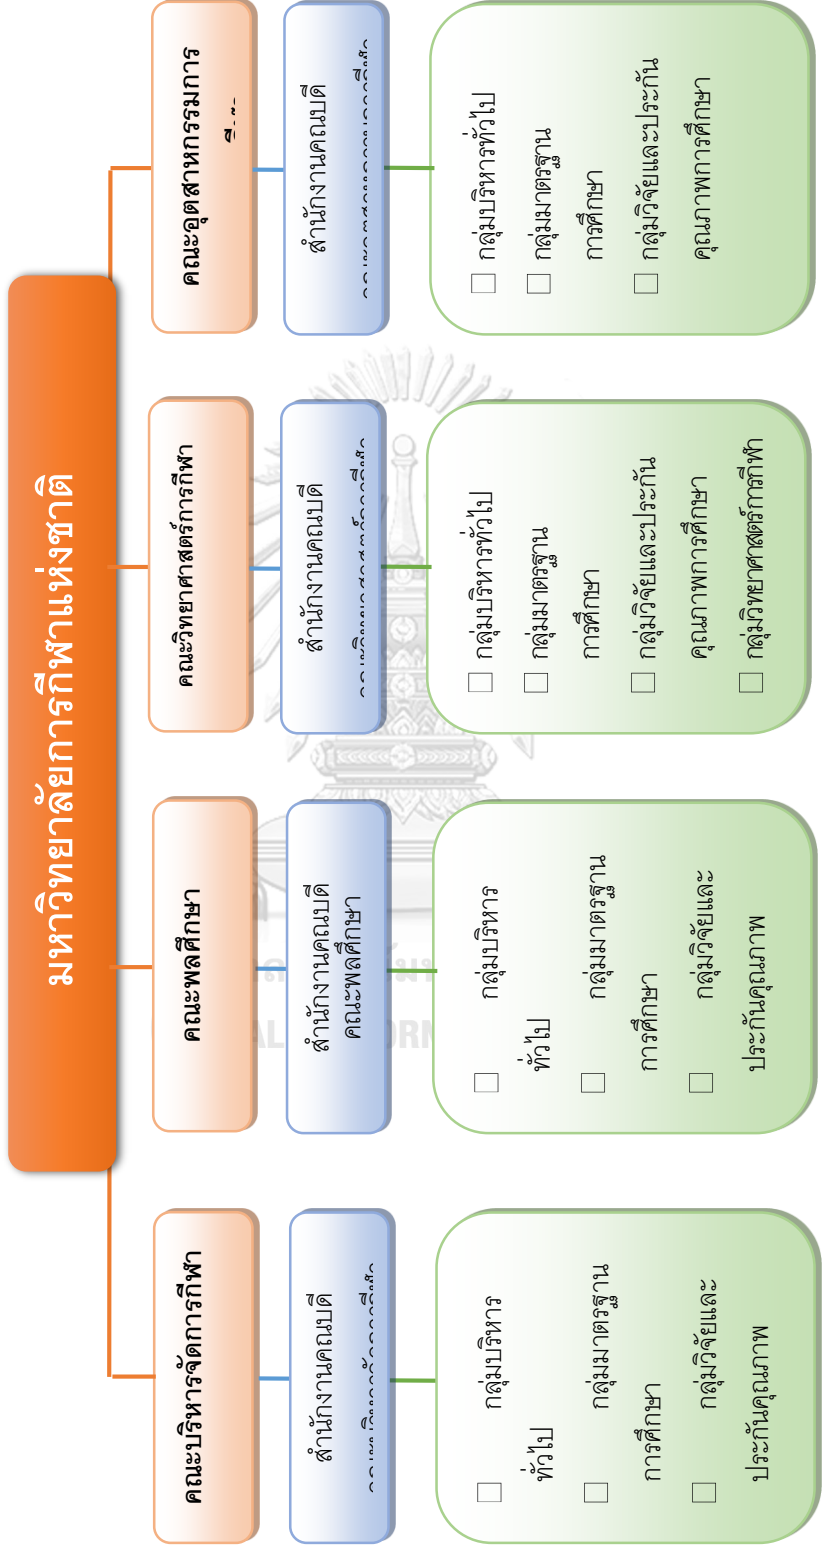 มหาวิทยาลัยการกีฬาแห่งชาติ
คณะบริหารจัดการกีฬา
สำนักงานคณบดี
กลุ่มบริหาร
ทั่วไป
กลุ่มมาตรฐาน
การศึกษา
กลุ่มวิจัยและ
ประกันคุณภาพ
คณะพลศึกษา
สำนักงานคณบดี
คณะพลศึกษา
กลุ่มบริหาร
ทั่วไป
กลุ่มมาตรฐาน
การศึกษา
กลุ่มวิจัยและ
ประกันคุณภาพ
คณะวิทยาศาสตร์การกีฬา
สำนักงานคณบดี
กลุ่มบริหารทั่วไป
กลุ่มมาตรฐาน
การศึกษา
กลุ่มวิจัยและประกัน
คุณภาพการศึกษา
กลุ่มวิทยาศาสตร์การกีฬา
คณะอุตสาหกรรมการ
สำนักงานคณบดี
กลุ่มบริหารทั่วไป
กลุ่มมาตรฐาน
การศึกษา
กลุ่มวิจัยและประกัน
คุณภาพการศึกษา